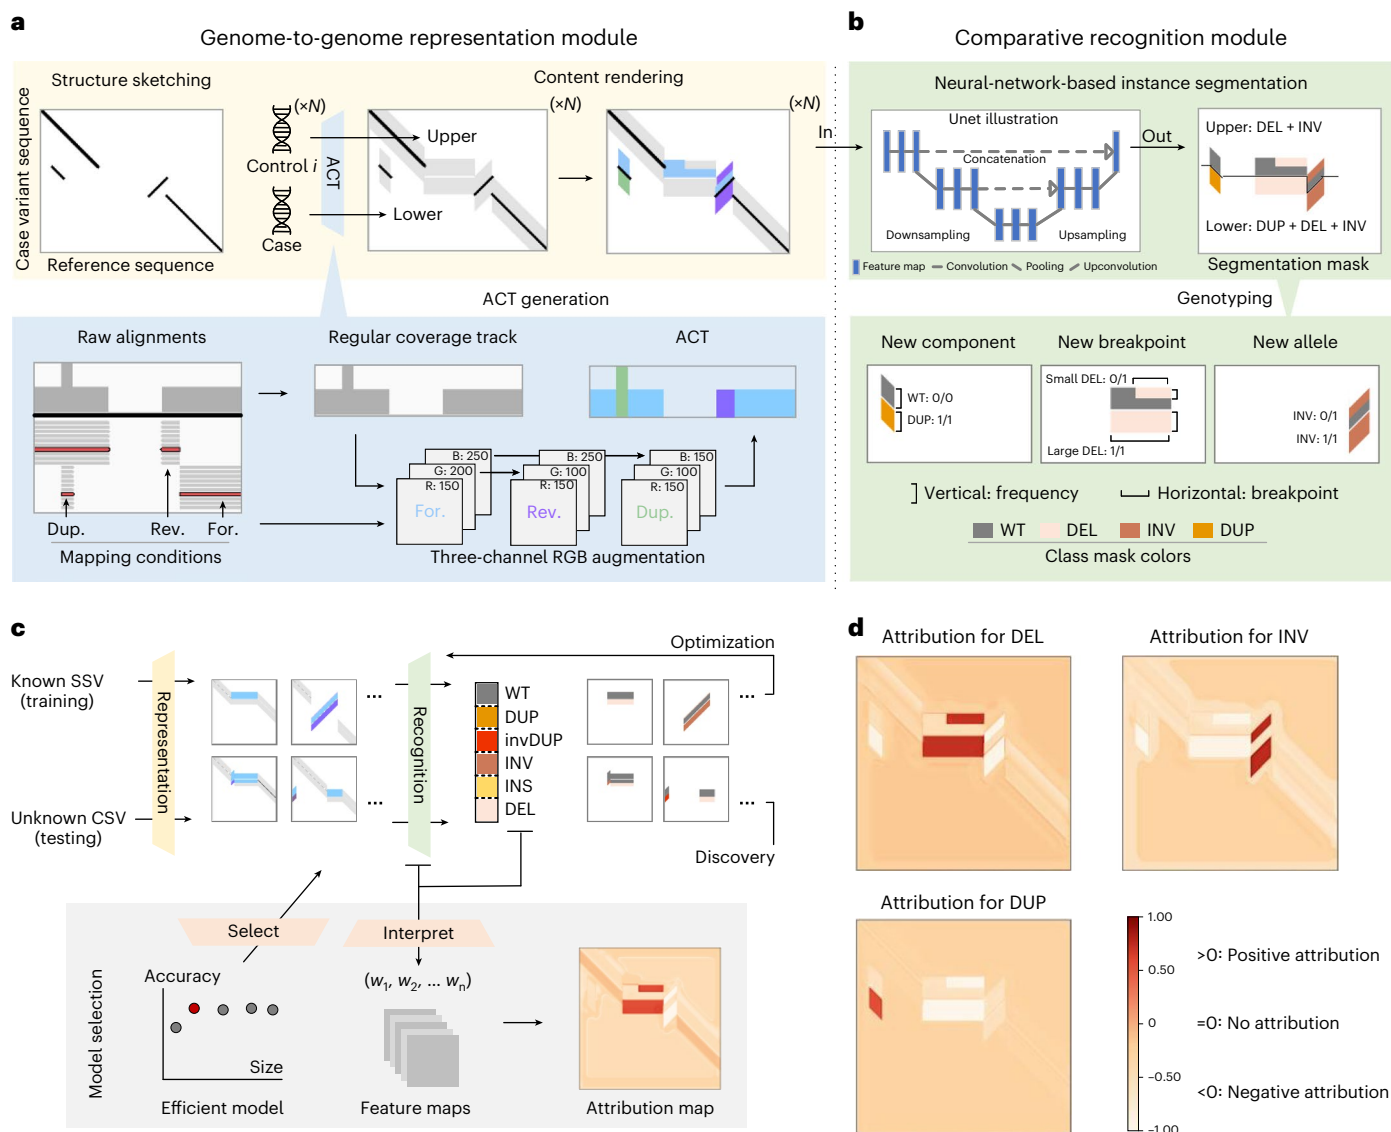 a
Genome-to-genome representation module
Structure sketching
Content rendering
Case variant sequence
Reference sequence
(×N)
Control i
Case
ACT
(×N)
Upper
Lower
(×N)
ACT generation
Raw alignments
Regular coverage track
ACT
Dup.
Rev.
For.
Mapping conditions
B: 250
G: 200
R: 150
For.
B: 250
G: 100
R: 150
Rev.
B: 150
G: 100
R: 150
Dup.
Three-channel RGB augmentation
b
Comparative recognition module
Neural-network-based instance segmentation
In
Unet illustration
Concatenation
Downsampling
Upsampling
Feature map
Convolution
Pooling
Upconvolution
Out
Upper: DEL + INV
Lower: DUP + DEL + INV
Segmentation mask
Genotyping
New component
New breakpoint
New allele
WT: 0/0
DUP: 1/1
Small DEL: 0/1
Large DEL: 1/1
INV: 0/1
INV: 1/1
Vertical: frequency
Horizontal: breakpoint
WT
DEL
INV
DUP
Class mask colors
c
Optimization
Known SSV
(training)
Unknown CSV
(testing)
Representation
...
...
Recognition
WT
DUP
invDUP
INV
INS
DEL
...
...
Discovery
Model selection
Select
Accuracy
Size
Efficient model
Interpret
(w1, w2, ... wn)
Feature maps
Attribution map
d
Attribution for DEL
Attribution for INV
Attribution for DUP
1.00
0.50
0
−0.50
−1.00
>0: Positive attribution
=0: No attribution
<0: Negative attribution